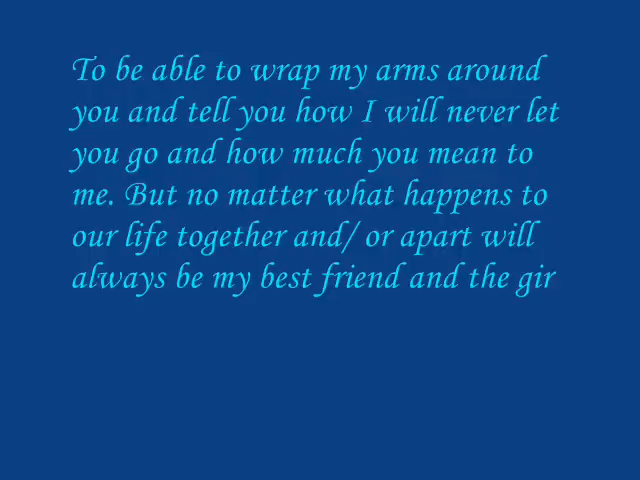 To be able to wrap my arms around
you and tell you how I will never let
you go and how much you mean to
me. But no matter what happens to
our life together and/ or apart will
always be my best friend and the gir